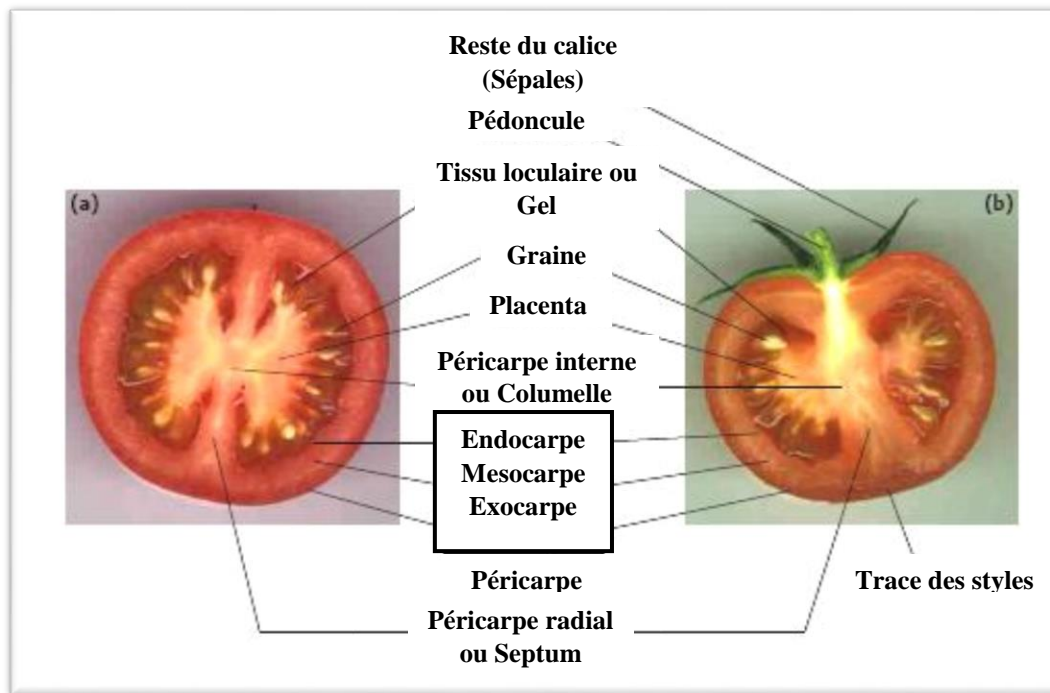 Reste du calice
(Sépales)
Pédoncule
Tissu loculaire ou
Gel
(a)
(b)
Graine
Placenta
Péricarpe interne
ou Columelle
Endocarpe
Mesocarpe
Exocarpe
Péricarpe
Trace des styles
Péricarpe radial
ou Septum